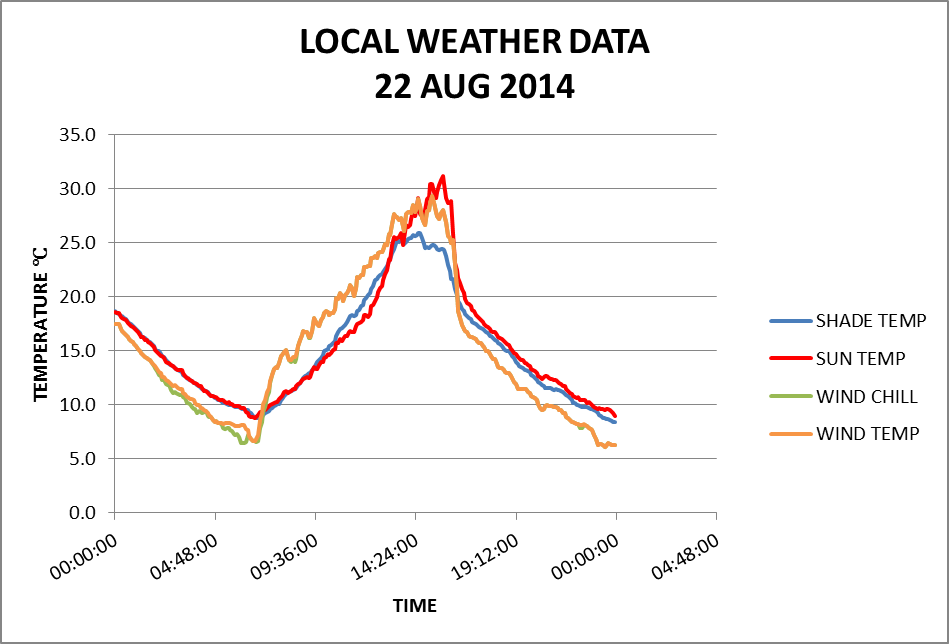 LOCAL WEATHER DATA
22 AUG 2014
TEMPERATURE °C
35.0
30.0
25.0
20.0
15.0
10.0
5.0
0.0
00:00:00
04:48:00
09:36:00
14:24:00
19:12:00
00:00:00
04:48:00
TIME
SHADE TEMP
SUN TEMP
WIND CHILL
WIND TEMP